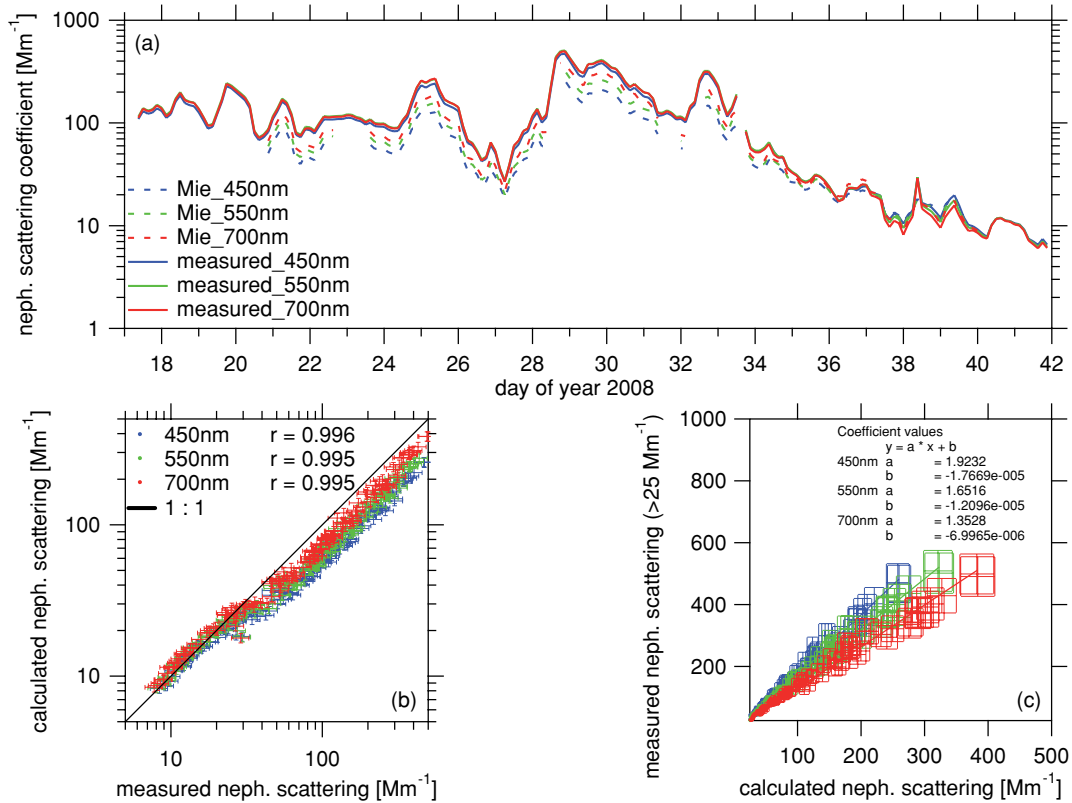 (a)
neph. scattering coefficient [Mm⁻¹]
1000
100
10
1
Mie_450nm
Mie_550nm
Mie_700nm
measured_450nm
measured_550nm
measured_700nm
18 20 22 24 26 28 30 32 34 36 38 40 42
day of year 2008
calculated neph. scattering [Mm⁻¹]
100
10
450nm r = 0.996
550nm r = 0.995
700nm r = 0.995
1 : 1
(b)
10 100
measured neph. scattering [Mm⁻¹]
measured neph. scattering (>25 Mm⁻¹)
1000
800
600
400
200
Coefficient values
y = a * x + b
450nm a = 1.9232
b = -1.7669e-005
550nm a = 1.6516
b = -1.2096e-005
700nm a = 1.3528
b = -6.9965e-006
(c)
100 200 300 400 500
calculated neph. scattering [Mm⁻¹]